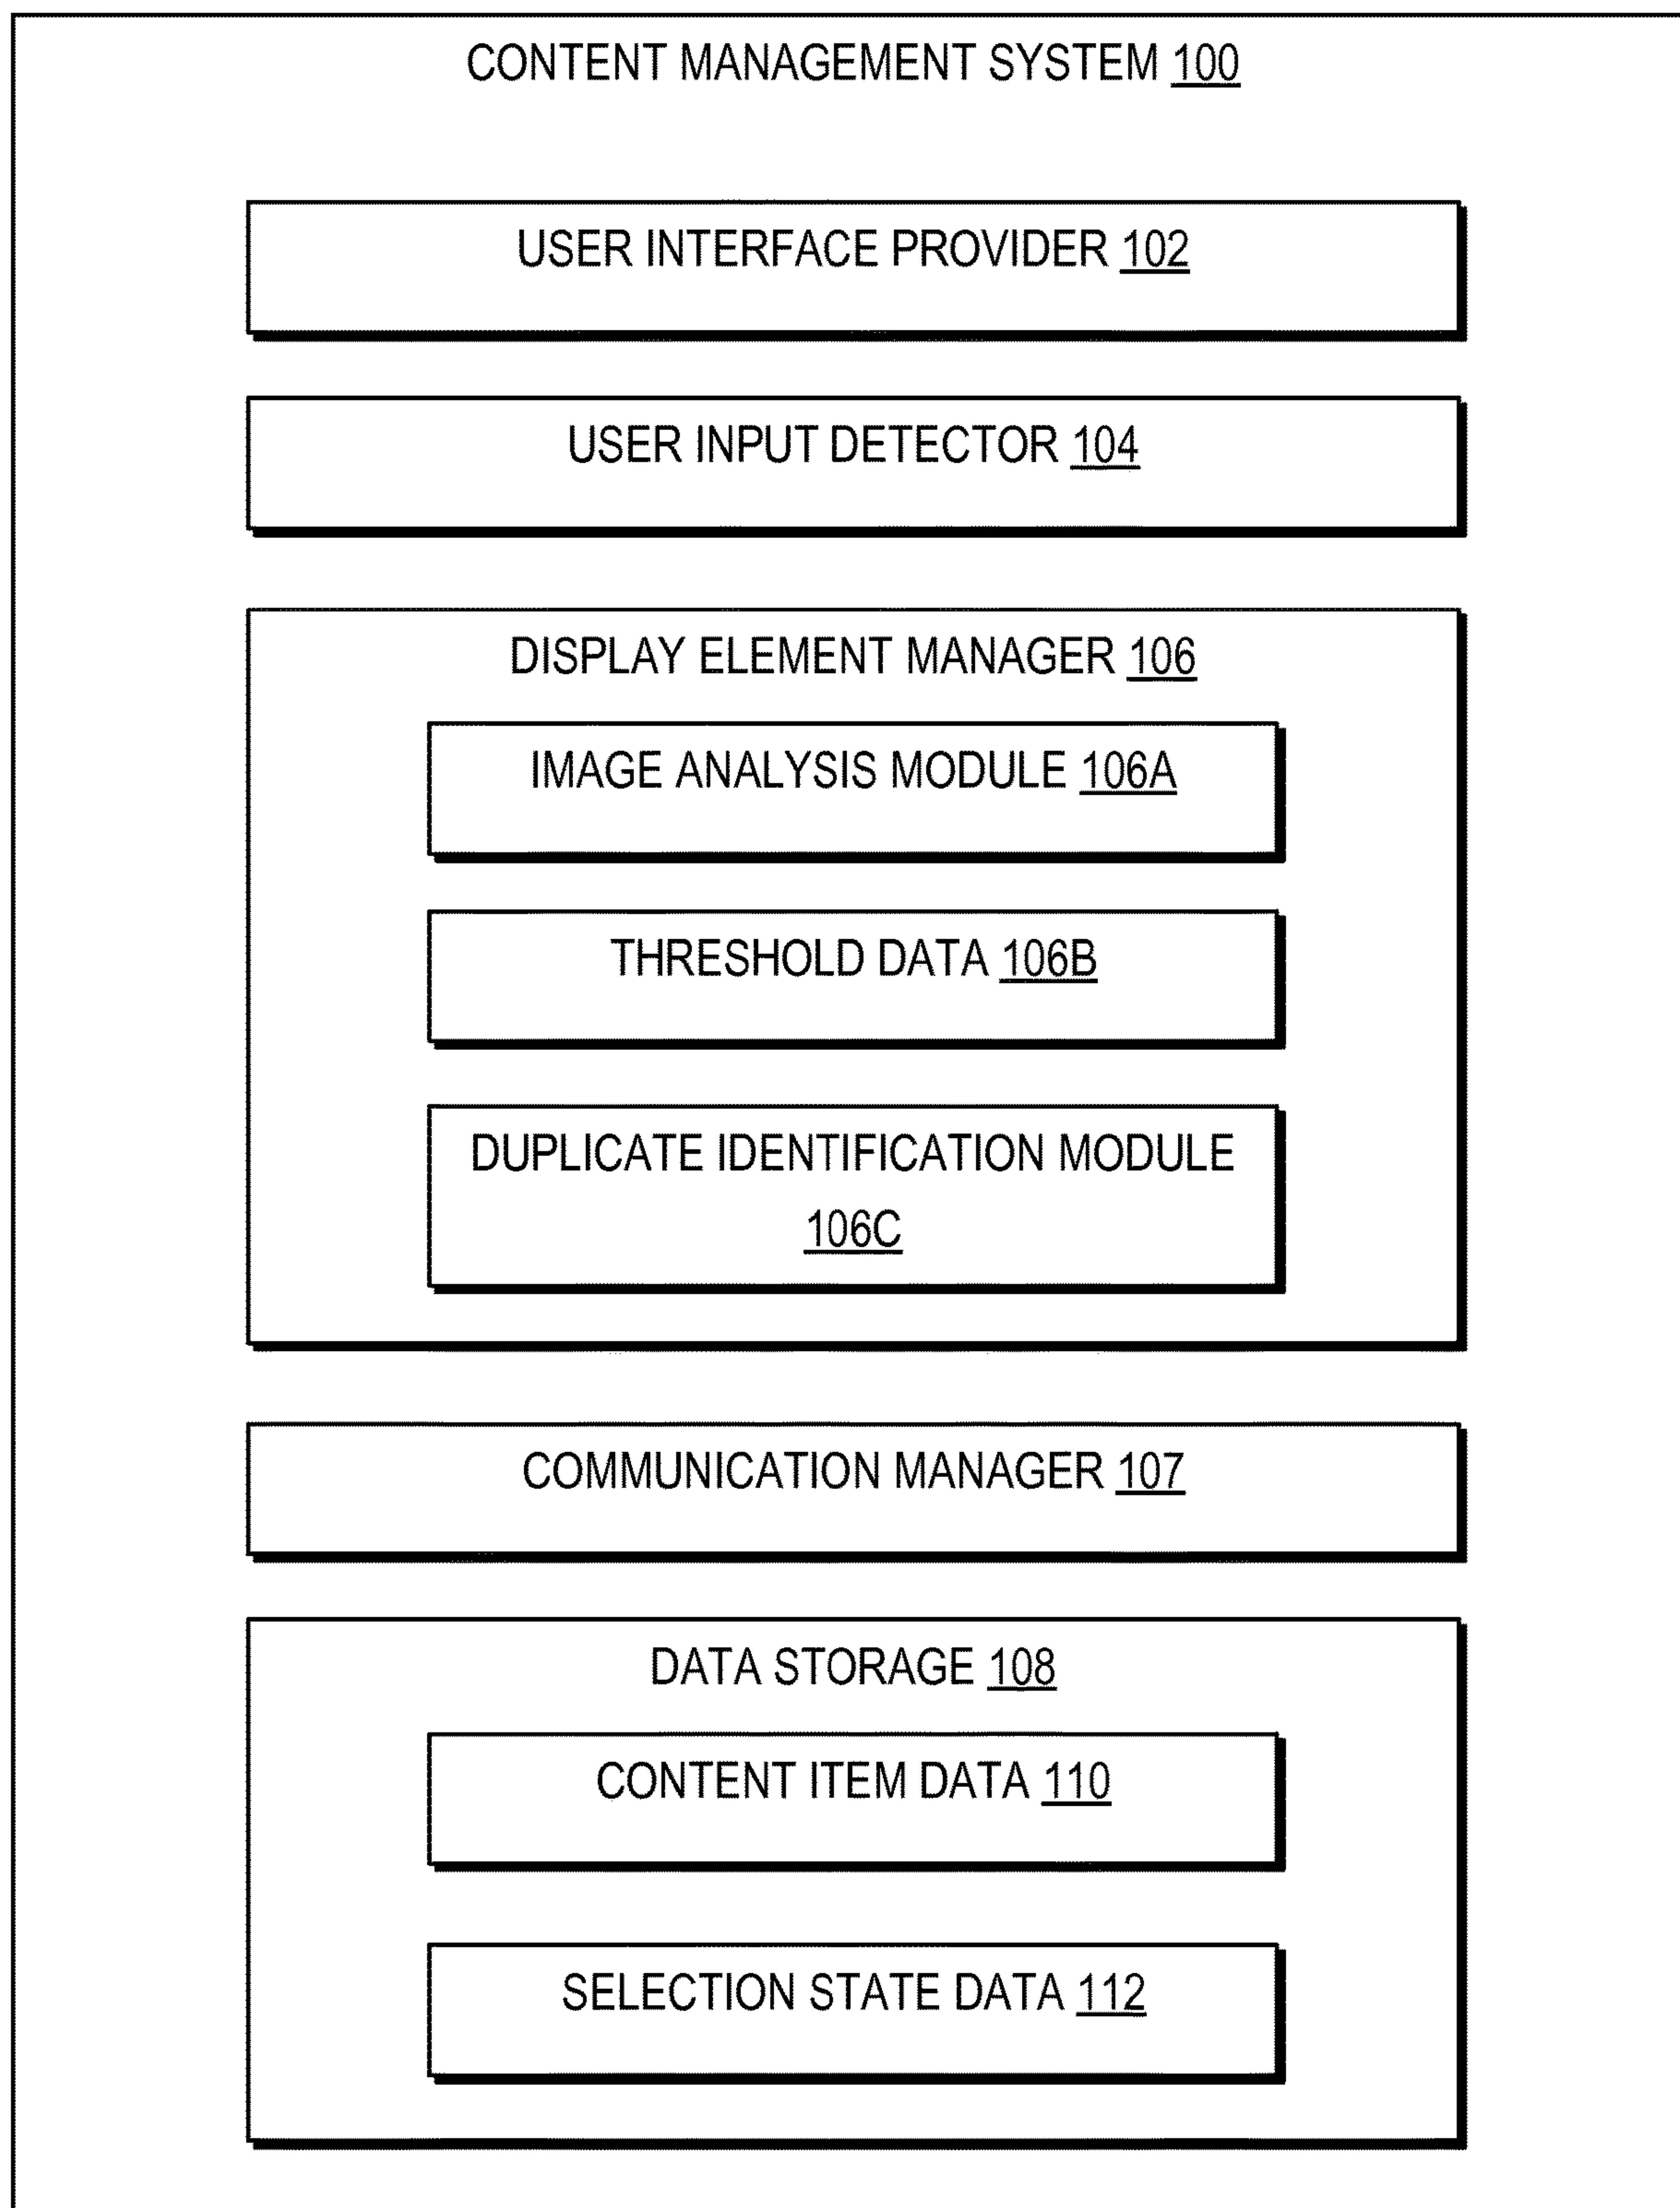 CONTENT MANAGEMENT SYSTEM 100
USER INTERFACE PROVIDER 102
USER INPUT DETECTOR 104
DISPLAY ELEMENT MANAGER 106
IMAGE ANALYSIS MODULE 106A
THRESHOLD DATA 106B
DUPLICATE IDENTIFICATION MODULE
106C
COMMUNICATION MANAGER 107
DATA STORAGE 108
CONTENT ITEM DATA 110
SELECTION STATE DATA 112